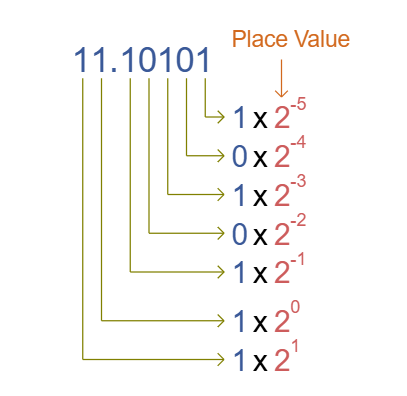 Place Value
11.10101
1 x 2⁻⁵
0 x 2⁻⁴
1 x 2⁻³
0 x 2⁻²
1 x 2⁻¹
1 x 2⁰
1 x 2¹